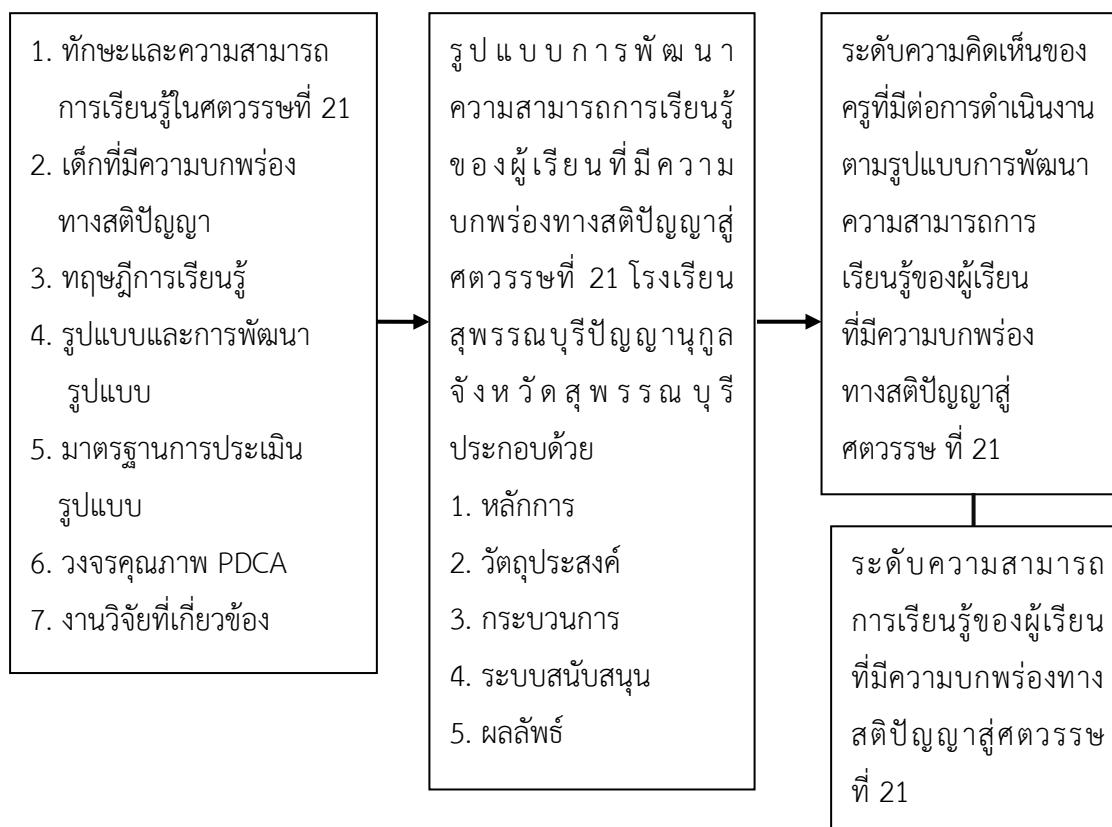 1. ทักษะและความสามารถ
การเรียนรู้ในศตวรรษที่ 21
2. เด็กที่มีความบกพร่อง
ทางสติปัญญา
3. ทฤษฎีการเรียนรู้
4. รูปแบบและการพัฒนา
รูปแบบ
5. มาตรฐานการประเมิน
รูปแบบ
6. วงจรคุณภาพ PDCA
7. งานวิจัยที่เกี่ยวข้อง
รูปแบบการพัฒนา
ความสามารถการเรียนรู้
ของผู้เรียนที่มีความ
บกพร่องทางสติปัญญาสู่
ศตวรรษที่ 21 โรงเรียน
สุพรรณบุรีปัญญานุกูล
จังหวัดสุพรรณบุรี
ประกอบด้วย
1. หลักการ
2. วัตถุประสงค์
3. กระบวนการ
4. ระบบสนับสนุน
5. ผลลัพธ์
ระดับความคิดเห็นของ
ครูที่มีต่อการดำเนินงาน
ตามรูปแบบการพัฒนา
ความสามารถการ
เรียนรู้ของผู้เรียน
ที่มีความบกพร่อง
ทางสติปัญญาสู่
ศตวรรษ ที่ 21
ระดับความสามารถ
การเรียนรู้ของผู้เรียน
ที่มีความบกพร่องทาง
สติปัญญาสู่ศตวรรษ
ที่ 21